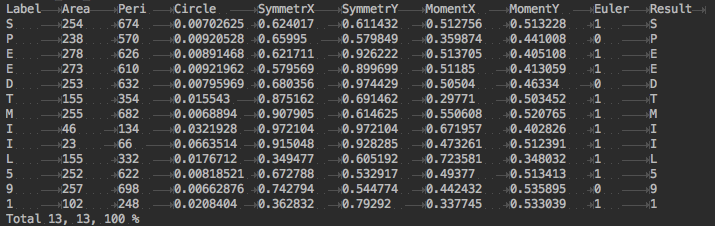 Label Area Peri Circle SymmetrX SymmetrY MomentX MomentY Euler Result
S 254 674 0.00702625 0.624017 0.611432 0.512756 0.513228 1 S
P 238 570 0.00920528 0.65995 0.579849 0.359874 0.441008 0 P
E 278 626 0.00891468 0.621711 0.926222 0.513705 0.405108 1 E
E 273 610 0.00921962 0.579569 0.899699 0.51185 0.413059 1 E
D 253 632 0.00795969 0.680356 0.974429 0.50504 0.46334 0 D
T 155 354 0.015543 0.875162 0.691462 0.29771 0.503452 1 T
M 255 682 0.0068894 0.907905 0.614625 0.550608 0.520765 1 M
I 46 134 0.0321928 0.972104 0.972104 0.671957 0.402826 1 I
I 23 66 0.0663514 0.915048 0.928285 0.473261 0.512391 1 I
L 155 332 0.0176712 0.349477 0.605192 0.723581 0.348032 1 L
5 252 622 0.00818521 0.672788 0.532917 0.49377 0.513413 1 5
9 257 698 0.00662876 0.742794 0.544774 0.442432 0.535895 0 9
1 102 248 0.0208404 0.362832 0.79292 0.337745 0.533039 1 1
Total 13, 13, 100 %